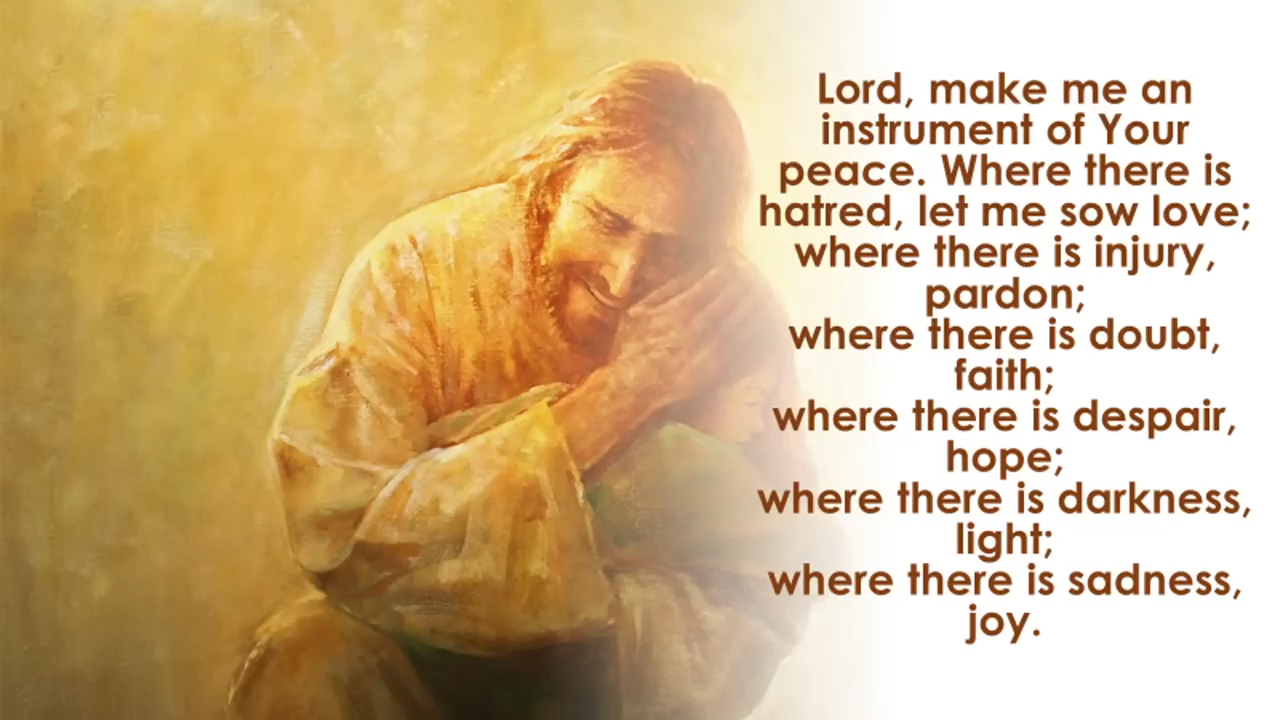 Lord, make me an
instrument of Your
peace. Where there is
hatred, let me sow love;
where there is injury,
pardon;
where there is doubt,
faith;
where there is despair,
hope;
where there is darkness,
light;
where there is sadness,
joy.